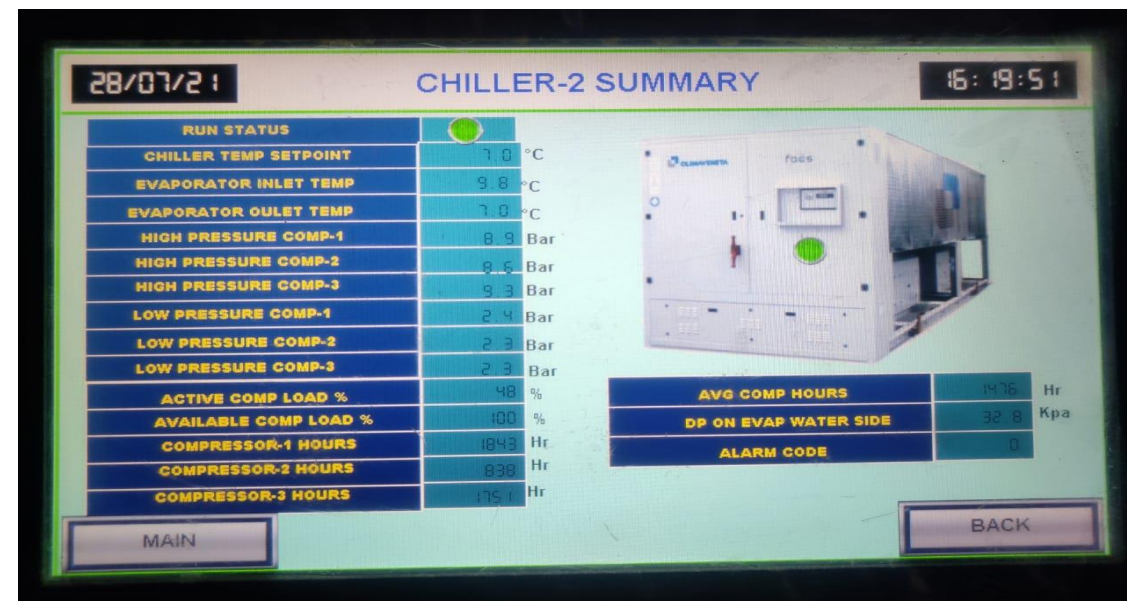 28/07/21
CHILLER-2 SUMMARY
16:19:51
RUN STATUS
CHILLER TEMP SETPOINT 7.0 °C
EVAPORATOR INLET TEMP 9.8 °C
EVAPORATOR OULET TEMP 7.0 °C
HIGH PRESSURE COMP-1 8.9 Bar
HIGH PRESSURE COMP-2 8.6 Bar
HIGH PRESSURE COMP-3 9.3 Bar
LOW PRESSURE COMP-1 2.4 Bar
LOW PRESSURE COMP-2 2.3 Bar
LOW PRESSURE COMP-3 2.3 Bar
ACTIVE COMP LOAD % 48 %
AVAILABLE COMP LOAD % 100 %
COMPRESSOR-1 HOURS 1843 Hr
COMPRESSOR-2 HOURS 838 Hr
COMPRESSOR-3 HOURS 1751 Hr
CLIMAVENETA
focs
AVG COMP HOURS 1476 Hr
DP ON EVAP WATER SIDE 32.8 Kpa
ALARM CODE 0
MAIN
BACK